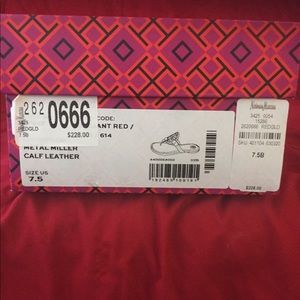 262 0666
3425 REDGLD
7.5B $228.00
CODE:
ANT RED /
614
METAL MILLER
CALF LEATHER
SIZE US
7.5
Neiman Marcus
3425 0054
2620666 REDGLD
7.5B
$228.00